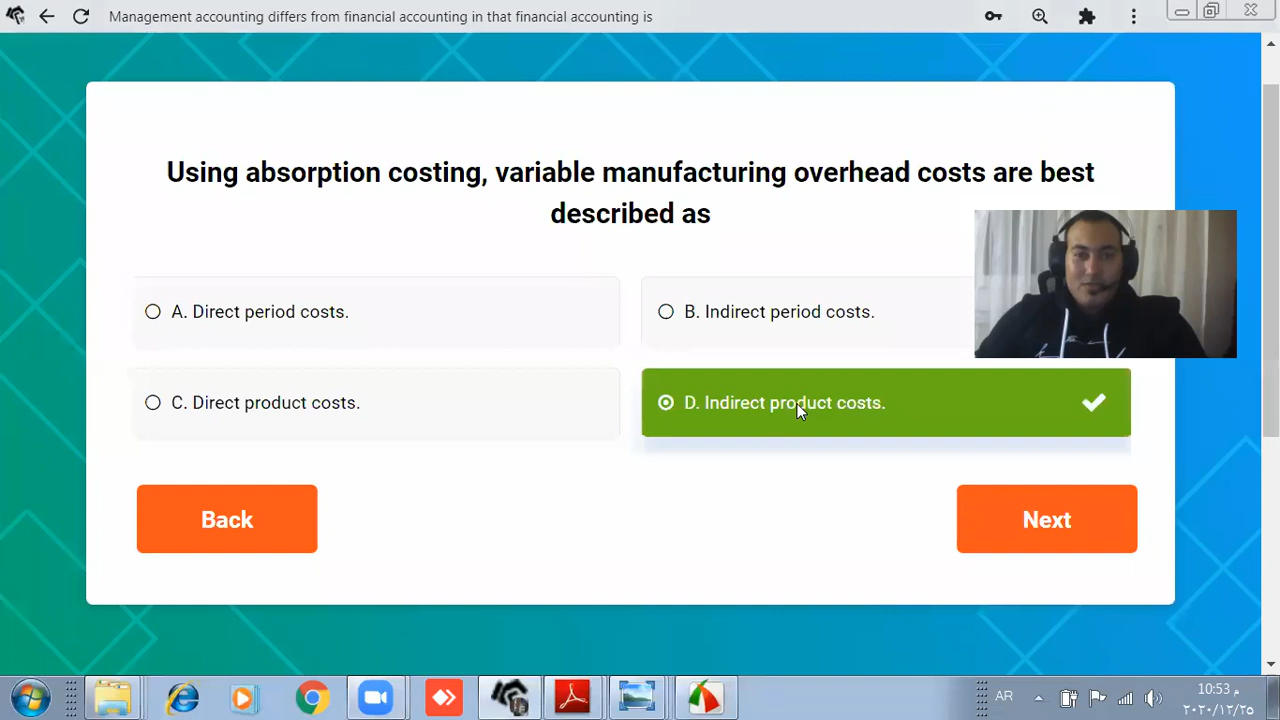 Management accounting differs from financial accounting in that financial accounting is
Using absorption costing, variable manufacturing overhead costs are best
described as
A. Direct period costs.
B. Indirect period costs.
C. Direct product costs.
D. Indirect product costs.
Back
Next
AR
10:53 م
٢٠٢٠/١٢/٢٥